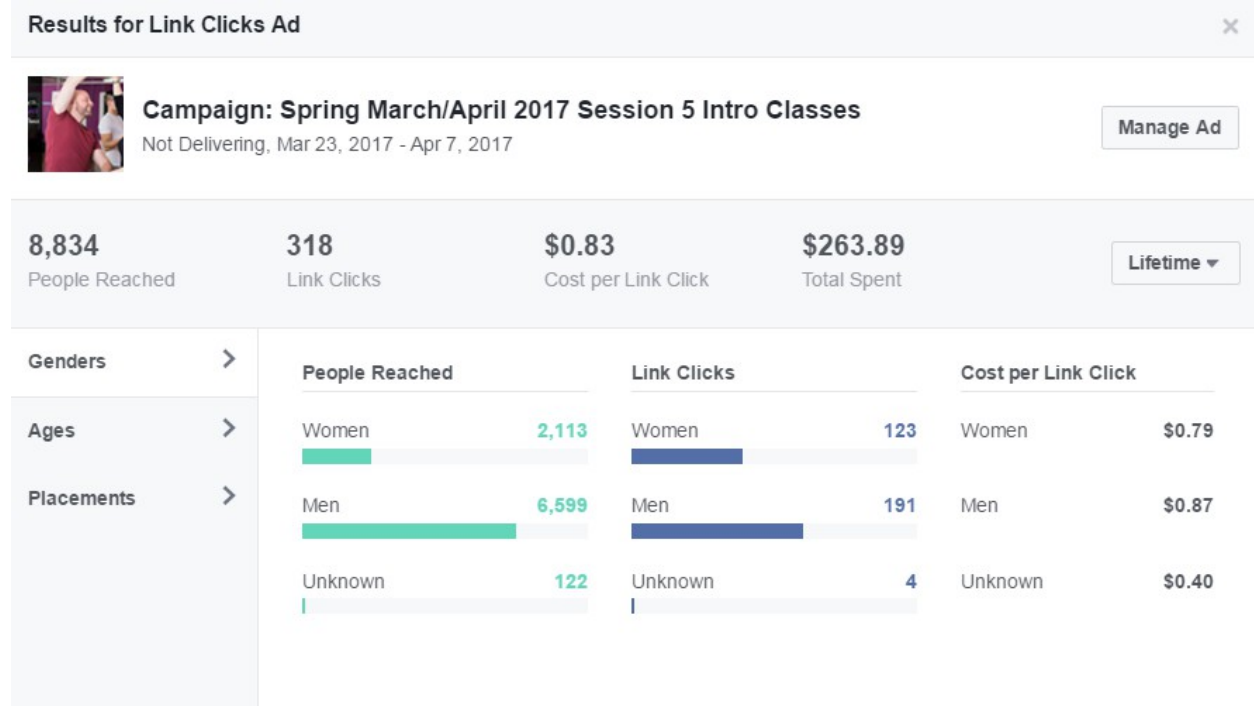 Results for Link Clicks Ad ×
Campaign: Spring March/April 2017 Session 5 Intro Classes
Not Delivering, Mar 23, 2017 - Apr 7, 2017
Manage Ad
8,834 318 $0.83 $263.89
People Reached Link Clicks Cost per Link Click Total Spent
Lifetime
Genders
Ages
Placements
People Reached Link Clicks Cost per Link Click
Women 2,113 Women 123 Women $0.79
Men 6,599 Men 191 Men $0.87
Unknown 122 Unknown 4 Unknown $0.40